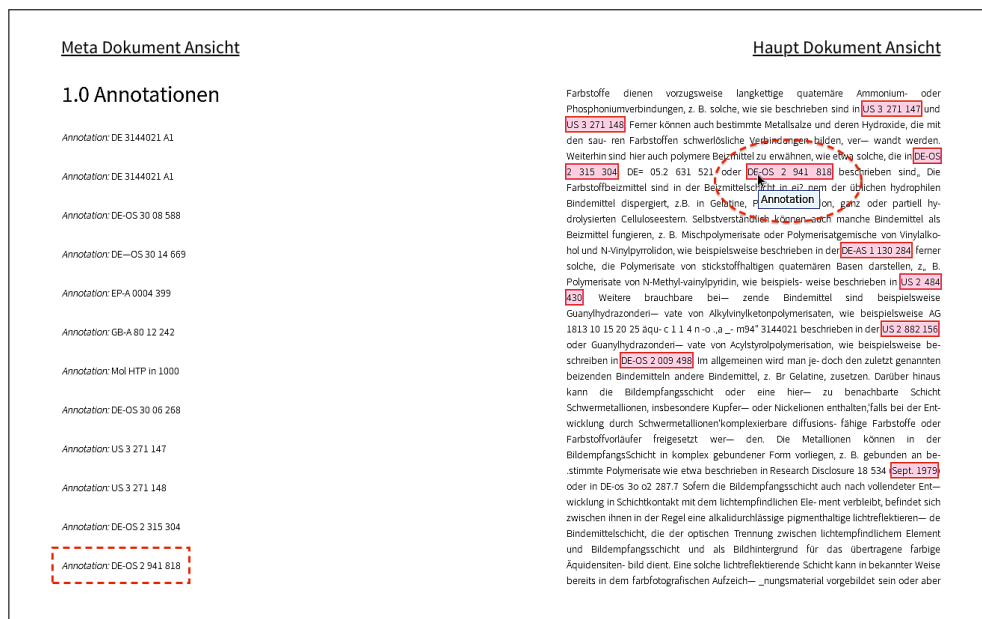 Meta Dokument Ansicht
1.0 Annotationen
Annotation: DE 3144021 A1
Annotation: DE 3144021 A1
Annotation: DE-OS 30 08 588
Annotation: DE—OS 30 14 669
Annotation: EP-A 0004 399
Annotation: GB-A 80 12 242
Annotation: Mol HTP in 1000
Annotation: DE-OS 30 06 268
Annotation: US 3 271 147
Annotation: US 3 271 148
Annotation: DE-OS 2 315 304
Annotation: DE-OS 2 941 818
Haupt Dokument Ansicht
Farbstoffe dienen vorzugsweise langkettige quaternäre Ammonium- oder
Phosphoniumverbindungen, z. B. solche, wie sie beschrieben sind in US 3 271 147 und
US 3 271 148 Ferner können auch bestimmte Metallsalze und deren Hydroxide, die mit
den sau- ren Farbstoffen schwerlösliche Verbindungen bilden, ver— wandt werden.
Weiterhin sind hier auch polymere Beizmittel zu erwähnen, wie etwa solche, die in DE-OS
2 315 304 DE= 05.2 631 521 oder DE-OS 2 941 818 beschrieben sind„ Die
Farbstoffbeizmittel sind in der Beizmittelschicht in ei? nem der üblichen hydrophilen
Bindemittel dispergiert, z.B. in Gelatine, ganz oder partiell hy-
Annotation
drolysierten Celluloseestern. Selbstverständlich können auch manche Bindemittel als
Beizmittel fungieren, z. B. Mischpolymerisate oder Polymerisatgemische von Vinylalko-
hol und N-Vinylpyrrolidon, wie beispielsweise beschrieben in der DE-AS 1 130 284 ferner
solche, die Polymerisate von stickstoffhaltigen quaternären Basen darstellen, z„ B.
Polymerisate von N-Methyl-vainylpyridin, wie beispiels- weise beschrieben in US 2 484
430 Weitere brauchbare bei— zende Bindemittel sind beispielsweise
Guanylhydrazonderi— vate von Alkylvinylketonpolymerisaten, wie beispielsweise AG
1813 10 15 20 25 äqu- c 1 1 4 n -o .,a _- m94" 3144021 beschrieben in der US 2 882 156
oder Guanylhydrazonderi— vate von Acylstyrolpolymerisation, wie beispielsweise be-
schreiben in DE-OS 2 009 498 Im allgemeinen wird man je- doch den zuletzt genannten
beizenden Bindemitteln andere Bindemittel, z. Br Gelatine, zusetzen. Darüber hinaus
kann die Bildempfangsschicht oder eine hier— zu benachbarte Schicht
Schwermetallionen, insbesondere Kupfer— oder Nickelionen enthalten,'falls bei der Ent-
wicklung durch Schwermetallionen'komplexierbare diffusions- fähige Farbstoffe oder
Farbstoffvorläufer freigesetzt wer— den. Die Metallionen können in der
BildempfangsSchicht in komplex gebundener Form vorliegen, z. B. gebunden an be-
.stimmte Polymerisate wie etwa beschrieben in Research Disclosure 18 534 (Sept. 1979)
oder in DE-os 3o o2 287.7 Sofern die Bildempfangsschicht auch nach vollendeter Ent—
wicklung in Schichtkontakt mit dem lichtempfindlichen Ele- ment verbleibt, befindet sich
zwischen ihnen in der Regel eine alkalidurchlässige pigmenthaltige lichtreflektieren— de
Bindemittelschicht, die der optischen Trennung zwischen lichtempfindlichem Element
und Bildempfangsschicht und als Bildhintergrund für das übertragene farbige
Äquidensiten- bild dient. Eine solche lichtreflektierende Schicht kann in bekannter Weise
bereits in dem farbfotografischen Aufzeich— _nungsmaterial vorgebildet sein oder aber